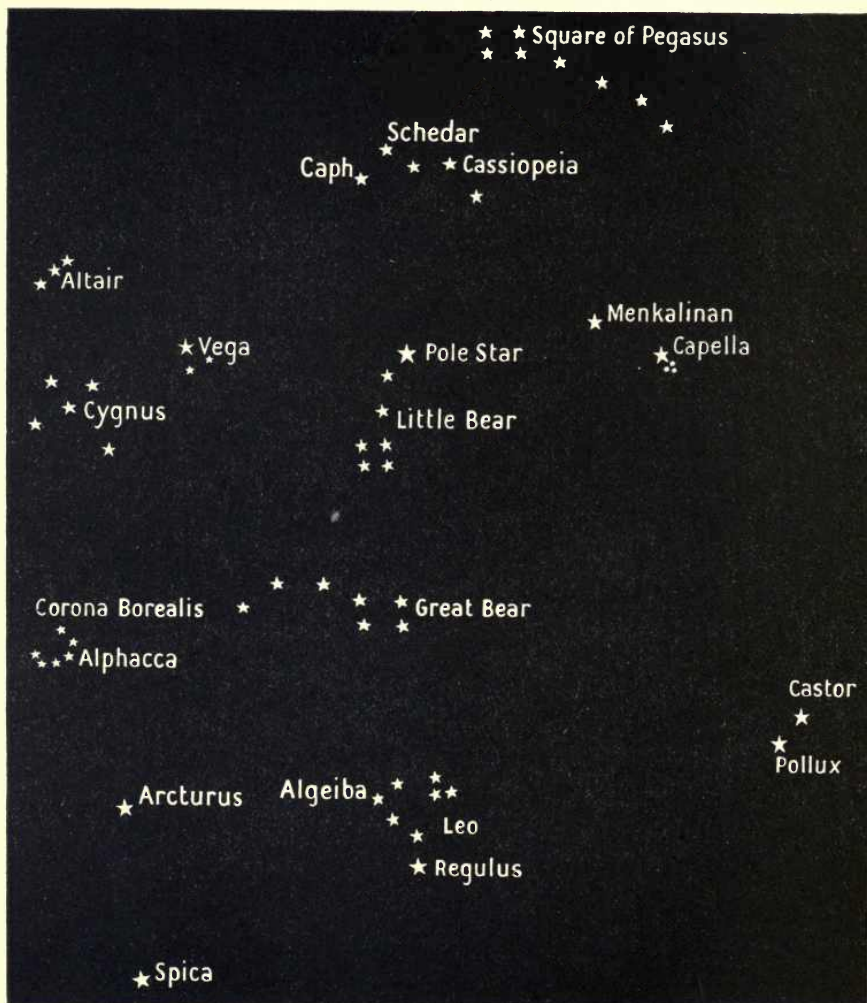 Square of Pegasus
Schedar
Caph
Cassiopeia
Altair
Menkalinan
Vega
Pole Star
Capella
Cygnus
Little Bear
Corona Borealis
Great Bear
Alphacca
Castor
Pollux
Arcturus
Algeiba
Leo
Regulus
Spica